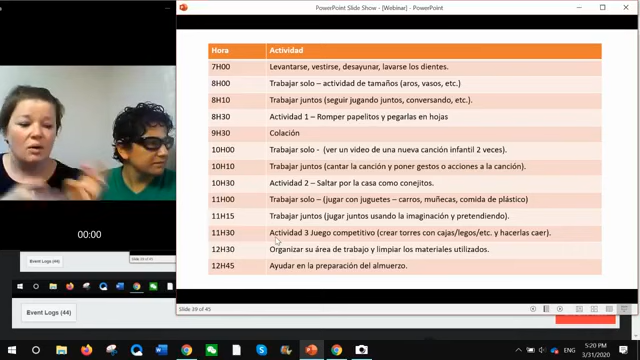 PowerPoint Slide Show - [Webinar] - PowerPoint
Hora Actividad
7H00 Levantarse, vestirse, desayunar, lavarse los dientes.
8H00 Trabajar solo – actividad de tamaños (aros, vasos, etc.)
8H10 Trabajar juntos (seguir jugando juntos, conversando, etc.).
8H30 Actividad 1 – Romper papelitos y pegarlas en hojas
9H30 Colación
10H00 Trabajar solo - (ver un video de una nueva canción infantil 2 veces).
10H10 Trabajar juntos (cantar la canción y poner gestos o acciones a la canción).
10H30 Actividad 2 – Saltar por la casa como conejitos.
11H00 Trabajar solo – (jugar con juguetes – carros, muñecas, comida de plástico)
11H15 Trabajar juntos (jugar juntos usando la imaginación y pretendiendo).
11H30 Actividad 3 Juego competitivo (crear torres con cajas/legos/etc. y hacerlas caer).
12H30 Organizar su área de trabajo y limpiar los materiales utilizados.
12H45 Ayudar en la preparación del almuerzo.
00:00
Event Logs (44)
Slide 39 of 45
Event Logs (44)
Slide 39 of 45
ENG
5:20 PM
3/31/2020